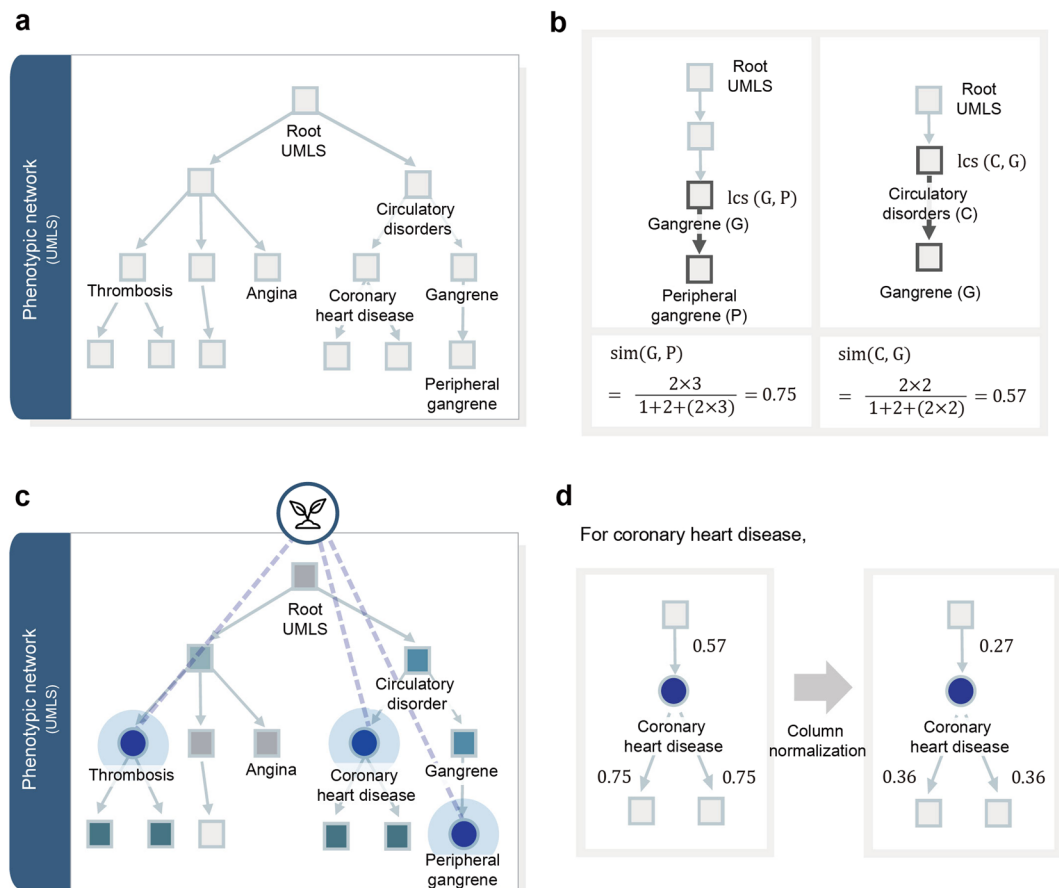 a
Phenotypic network
(UMLS)
Root
UMLS
Circulatory
disorders
Thrombosis
Angina
Coronary
heart disease
Gangrene
Peripheral
gangrene
b
Root
UMLS
lcs (G, P)
Gangrene (G)
Peripheral
gangrene (P)
Root
UMLS
lcs (C, G)
Circulatory
disorders (C)
Gangrene (G)
sim(G, P)
= 2×3 / 1+2+(2×3) = 0.75
sim(C, G)
= 2×2 / 1+2+(2×2) = 0.57
c
Phenotypic network
(UMLS)
Root
UMLS
Circulatory
disorder
Thrombosis
Angina
Coronary
heart disease
Gangrene
Peripheral
gangrene
d
For coronary heart disease,
0.57
Coronary
heart disease
0.75 0.75
Column
normalization
0.27
Coronary
heart disease
0.36 0.36